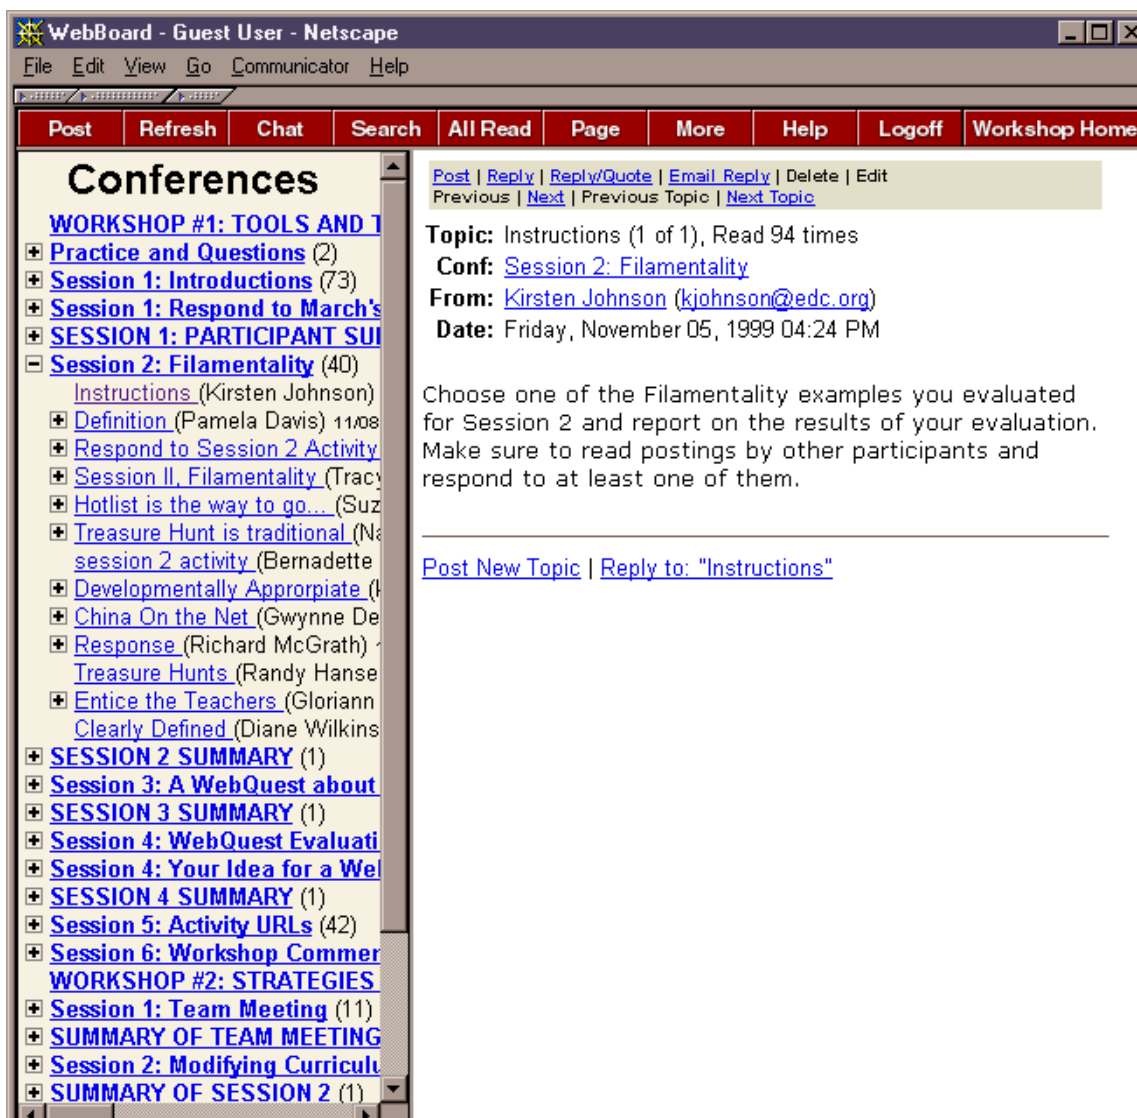 WebBoard - Guest User - Netscape
File Edit View Go Communicator Help
Post Refresh Chat Search All Read Page More Help Logoff Workshop Home
Conferences
WORKSHOP #1: TOOLS AND T
Practice and Questions (2)
Session 1: Introductions (73)
Session 1: Respond to March's
SESSION 1: PARTICIPANT SUI
Session 2: Filamentality (40)
Instructions (Kirsten Johnson)
Definition (Pamela Davis) 11/08
Respond to Session 2 Activity
Session II, Filamentality (Tracy
Hotlist is the way to go... (Suz
Treasure Hunt is traditional (Na
session 2 activity (Bernadette
Developmentally Approrpiate (
China On the Net (Gwynne De
Response (Richard McGrath)
Treasure Hunts (Randy Hanse
Entice the Teachers (Gloriann
Clearly Defined (Diane Wilkins
SESSION 2 SUMMARY (1)
Session 3: A WebQuest about
SESSION 3 SUMMARY (1)
Session 4: WebQuest Evaluati
Session 4: Your Idea for a Wel
SESSION 4 SUMMARY (1)
Session 5: Activity URLs (42)
Session 6: Workshop Commer
WORKSHOP #2: STRATEGIES
Session 1: Team Meeting (11)
SUMMARY OF TEAM MEETING
Session 2: Modifying Curricul
SUMMARY OF SESSION 2 (1)
Post | Reply | Reply/Quote | Email Reply | Delete | Edit
Previous | Next | Previous Topic | Next Topic
Topic: Instructions (1 of 1), Read 94 times
Conf: Session 2: Filamentality
From: Kirsten Johnson (kjohnson@edc.org)
Date: Friday, November 05, 1999 04:24 PM
Choose one of the Filamentality examples you evaluated
for Session 2 and report on the results of your evaluation.
Make sure to read postings by other participants and
respond to at least one of them.
Post New Topic | Reply to: "Instructions"